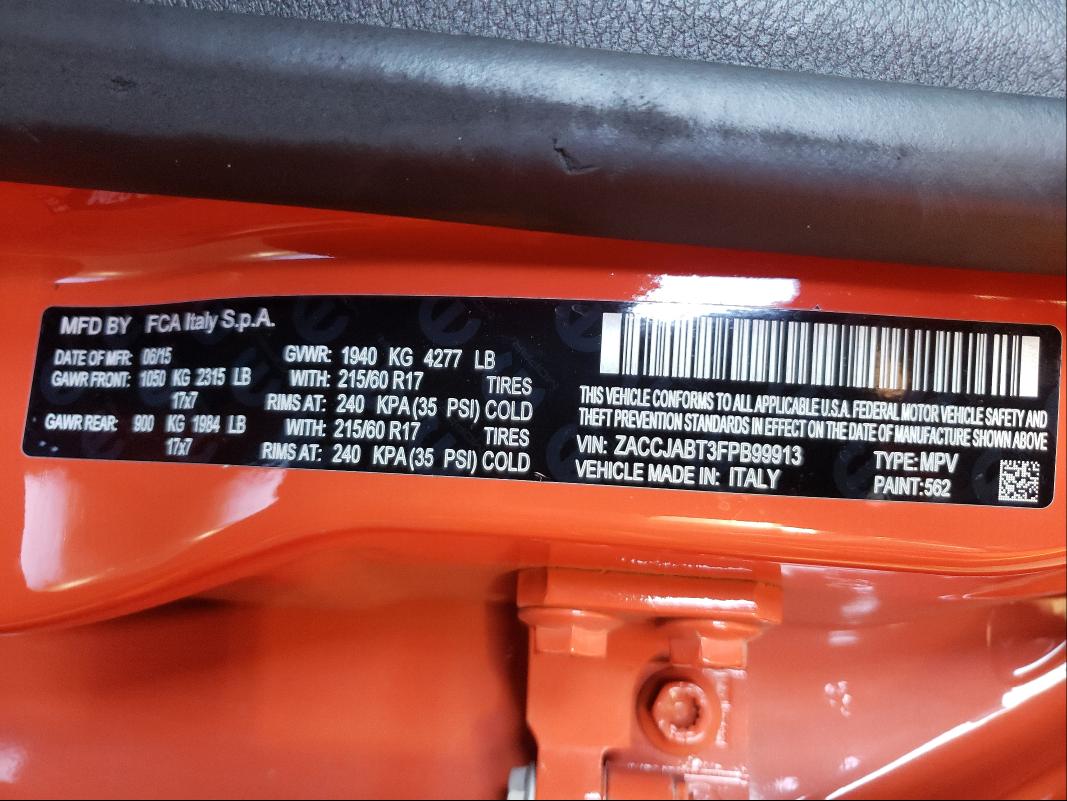 MFD BY FCA Italy S.p.A.
DATE OF MFR: 06/15 GVWR: 1940 KG 4277 LB
GAWR FRONT: 1050 KG 2315 LB WITH: 215/60 R17 TIRES
17x7 RIMS AT: 240 KPA(35 PSI) COLD
GAWR REAR: 900 KG 1984 LB WITH: 215/60 R17 TIRES
17x7 RIMS AT: 240 KPA(35 PSI) COLD
THIS VEHICLE CONFORMS TO ALL APPLICABLE U.S.A. FEDERAL MOTOR VEHICLE SAFETY AND
THEFT PREVENTION STANDARDS IN EFFECT ON THE DATE OF MANUFACTURE SHOWN ABOVE
VIN: ZACCJABT3FPB99913 TYPE: MPV
VEHICLE MADE IN: ITALY PAINT:562